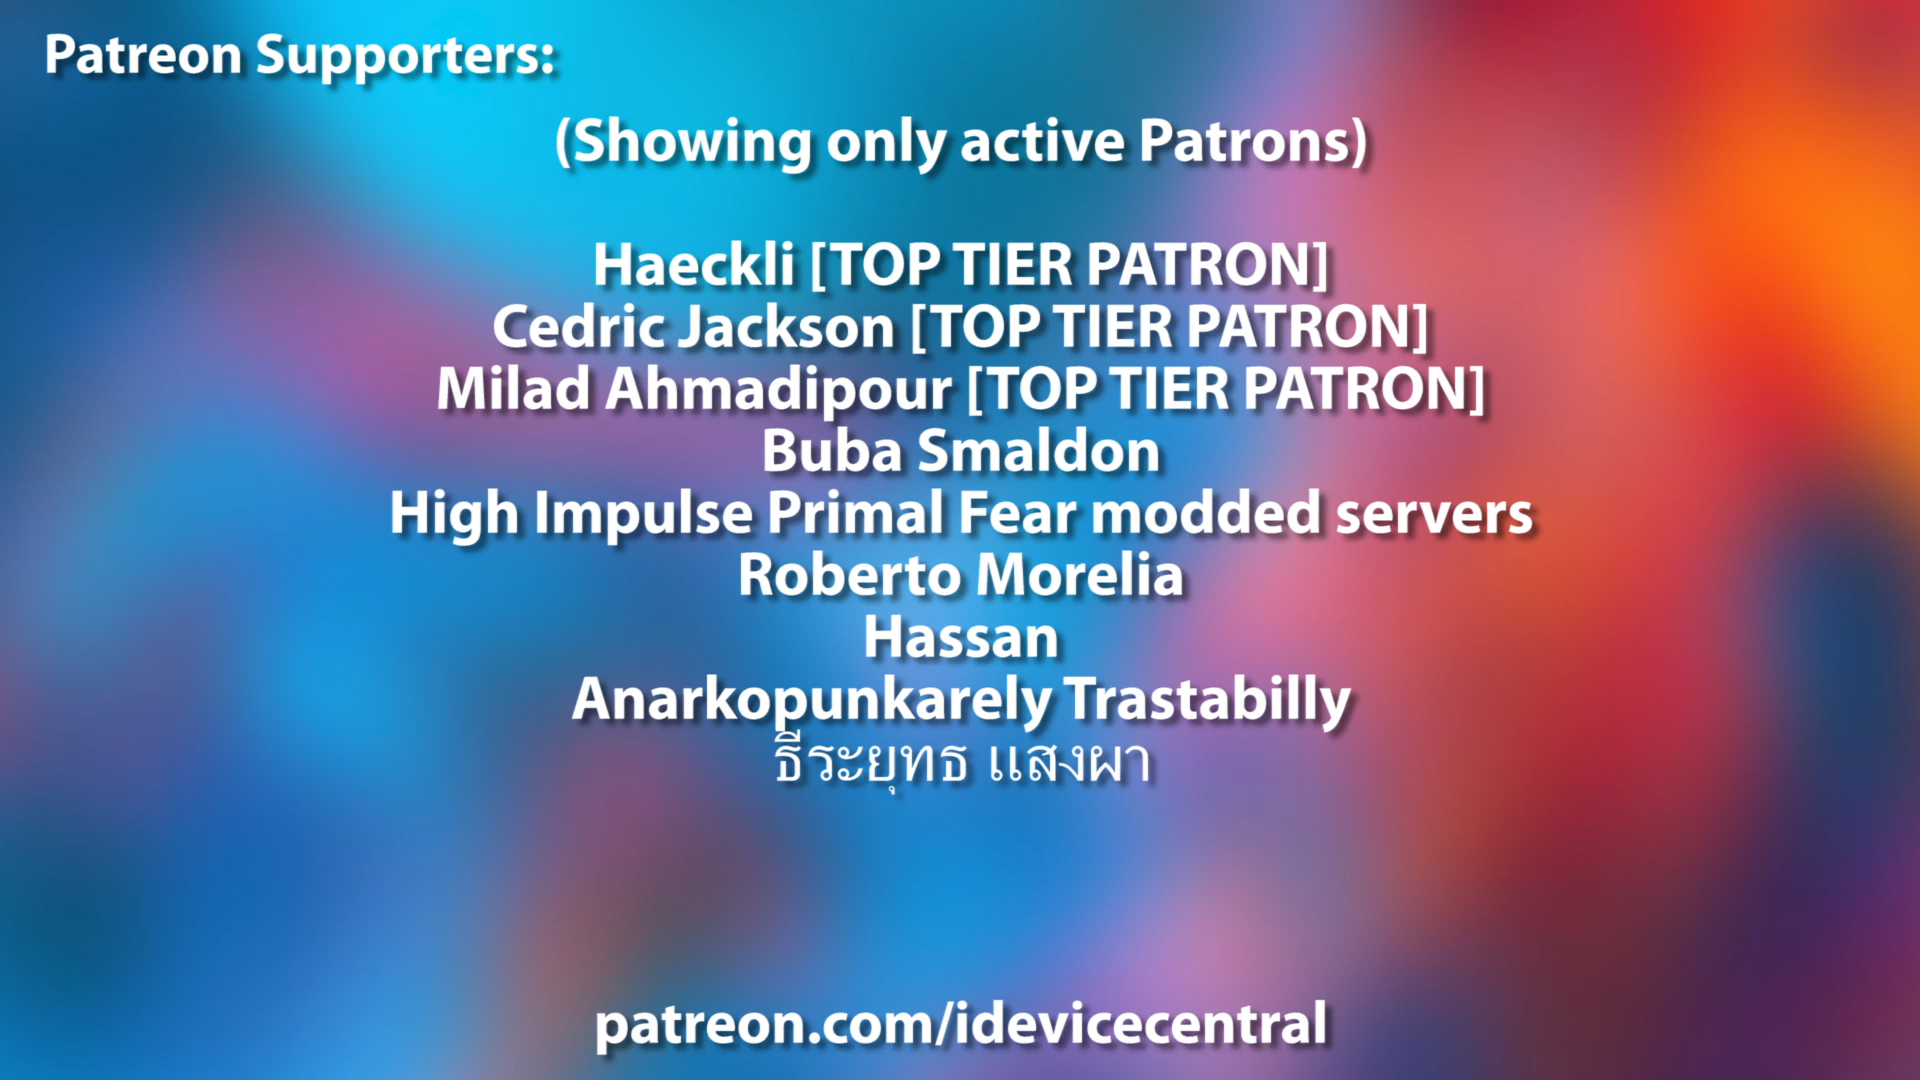 Patreon Supporters:
(Showing only active Patrons)
Haeckli [TOP TIER PATRON]
Cedric Jackson [TOP TIER PATRON]
Milad Ahmadipour [TOP TIER PATRON]
Buba Smaldon
High Impulse Primal Fear modded servers
Roberto Morelia
Hassan
Anarkopunkarely Trastabilly
ธีระยุทธ แสงผา
patreon.com/idevicecentral